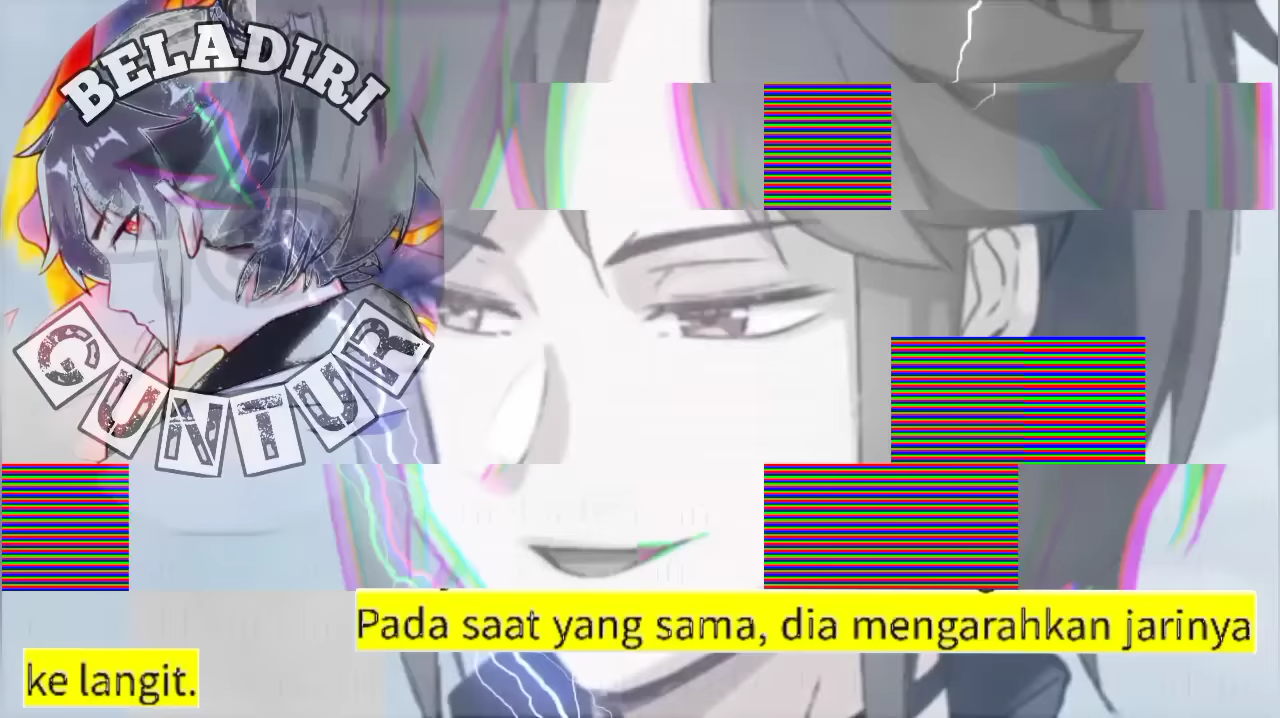 BELADIRI
GUNTUR
Pada saat yang sama, dia mengarahkan jarinya
ke langit.